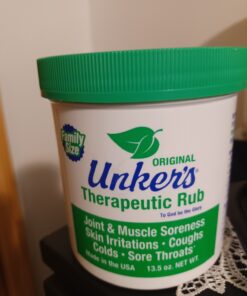 Family
Size
ORIGINAL
Unker's
Therapeutic Rub
To God be the Glory
Joint & Muscle Soreness
Skin Irritations · Coughs
Colds · Sore Throats
Made in the USA 13.5 oz. NET WT.